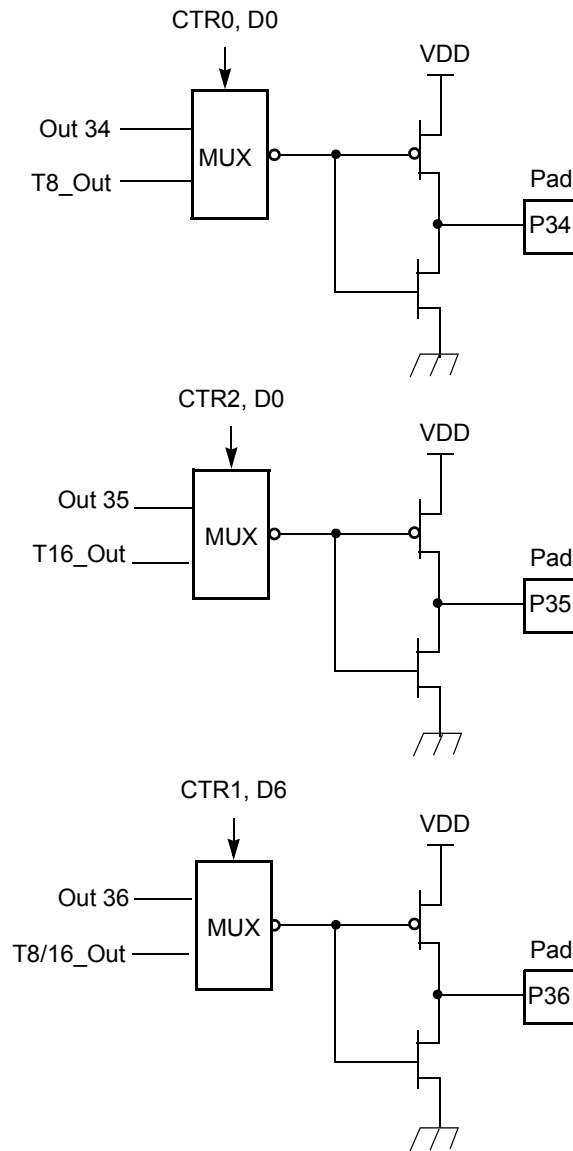 CTR0, D0
VDD
Out 34
MUX
T8_Out
Pad
P34
CTR2, D0
VDD
Out 35
MUX
T16_Out
Pad
P35
CTR1, D6
VDD
Out 36
MUX
T8/16_Out
Pad
P36